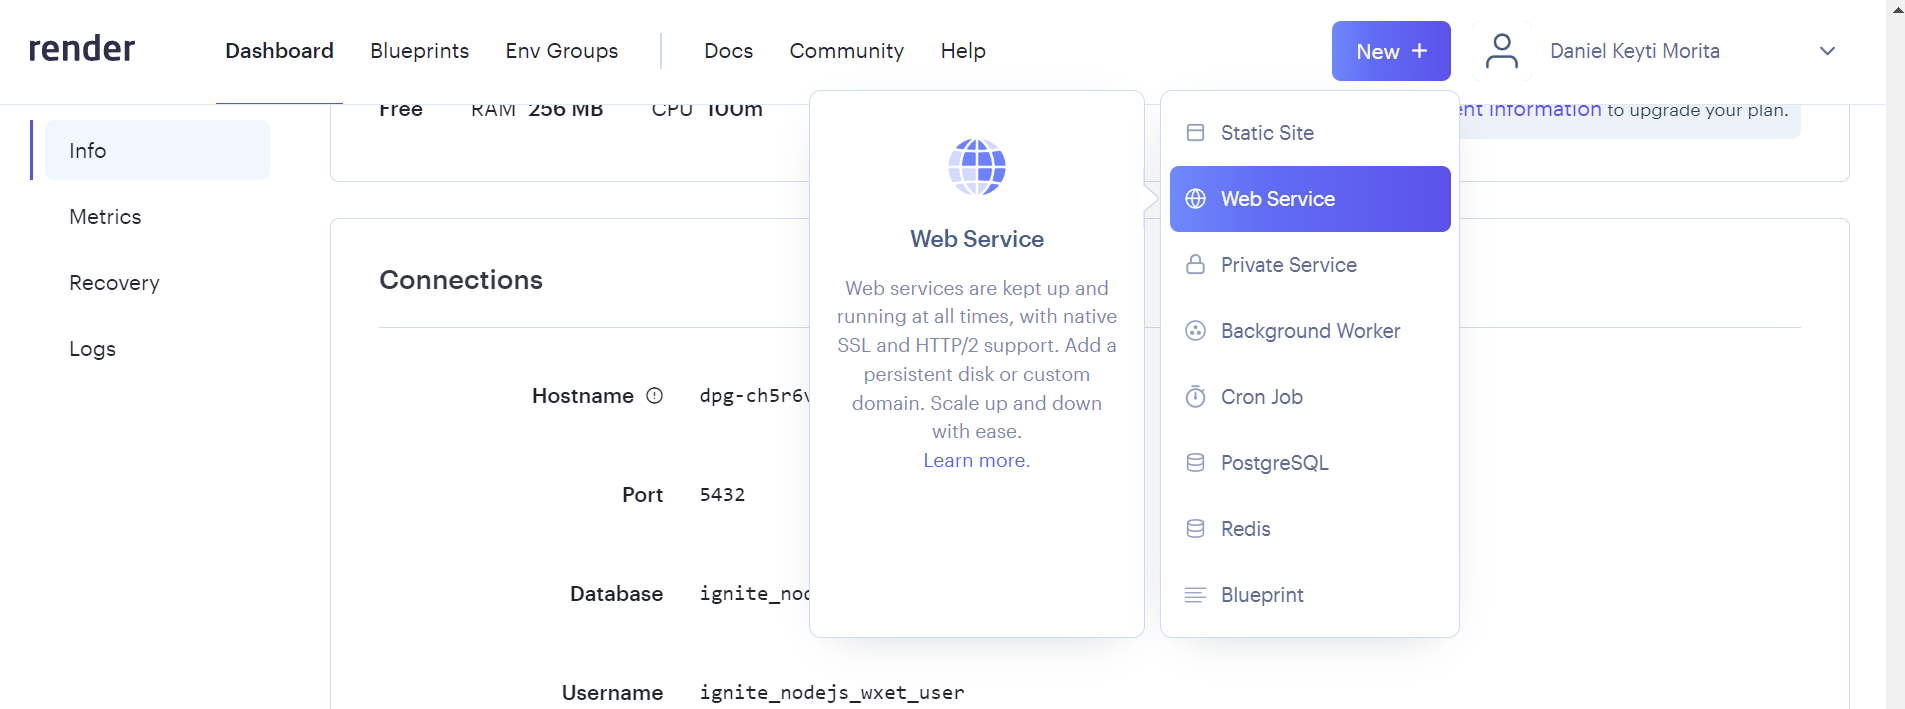 render
Dashboard Blueprints Env Groups Docs Community Help New + Daniel Keyti Morita
Free RAM 256 MB CPU 100m
information to upgrade your plan.
Info
Metrics
Recovery
Logs
Connections
Hostname dpg-ch5r6v
Port 5432
Database ignite_nod
Username ignite_nodejs_wxet_user
Web Service
Web services are kept up and
running at all times, with native
SSL and HTTP/2 support. Add a
persistent disk or custom
domain. Scale up and down
with ease.
Learn more.
Static Site
Web Service
Private Service
Background Worker
Cron Job
PostgreSQL
Redis
Blueprint